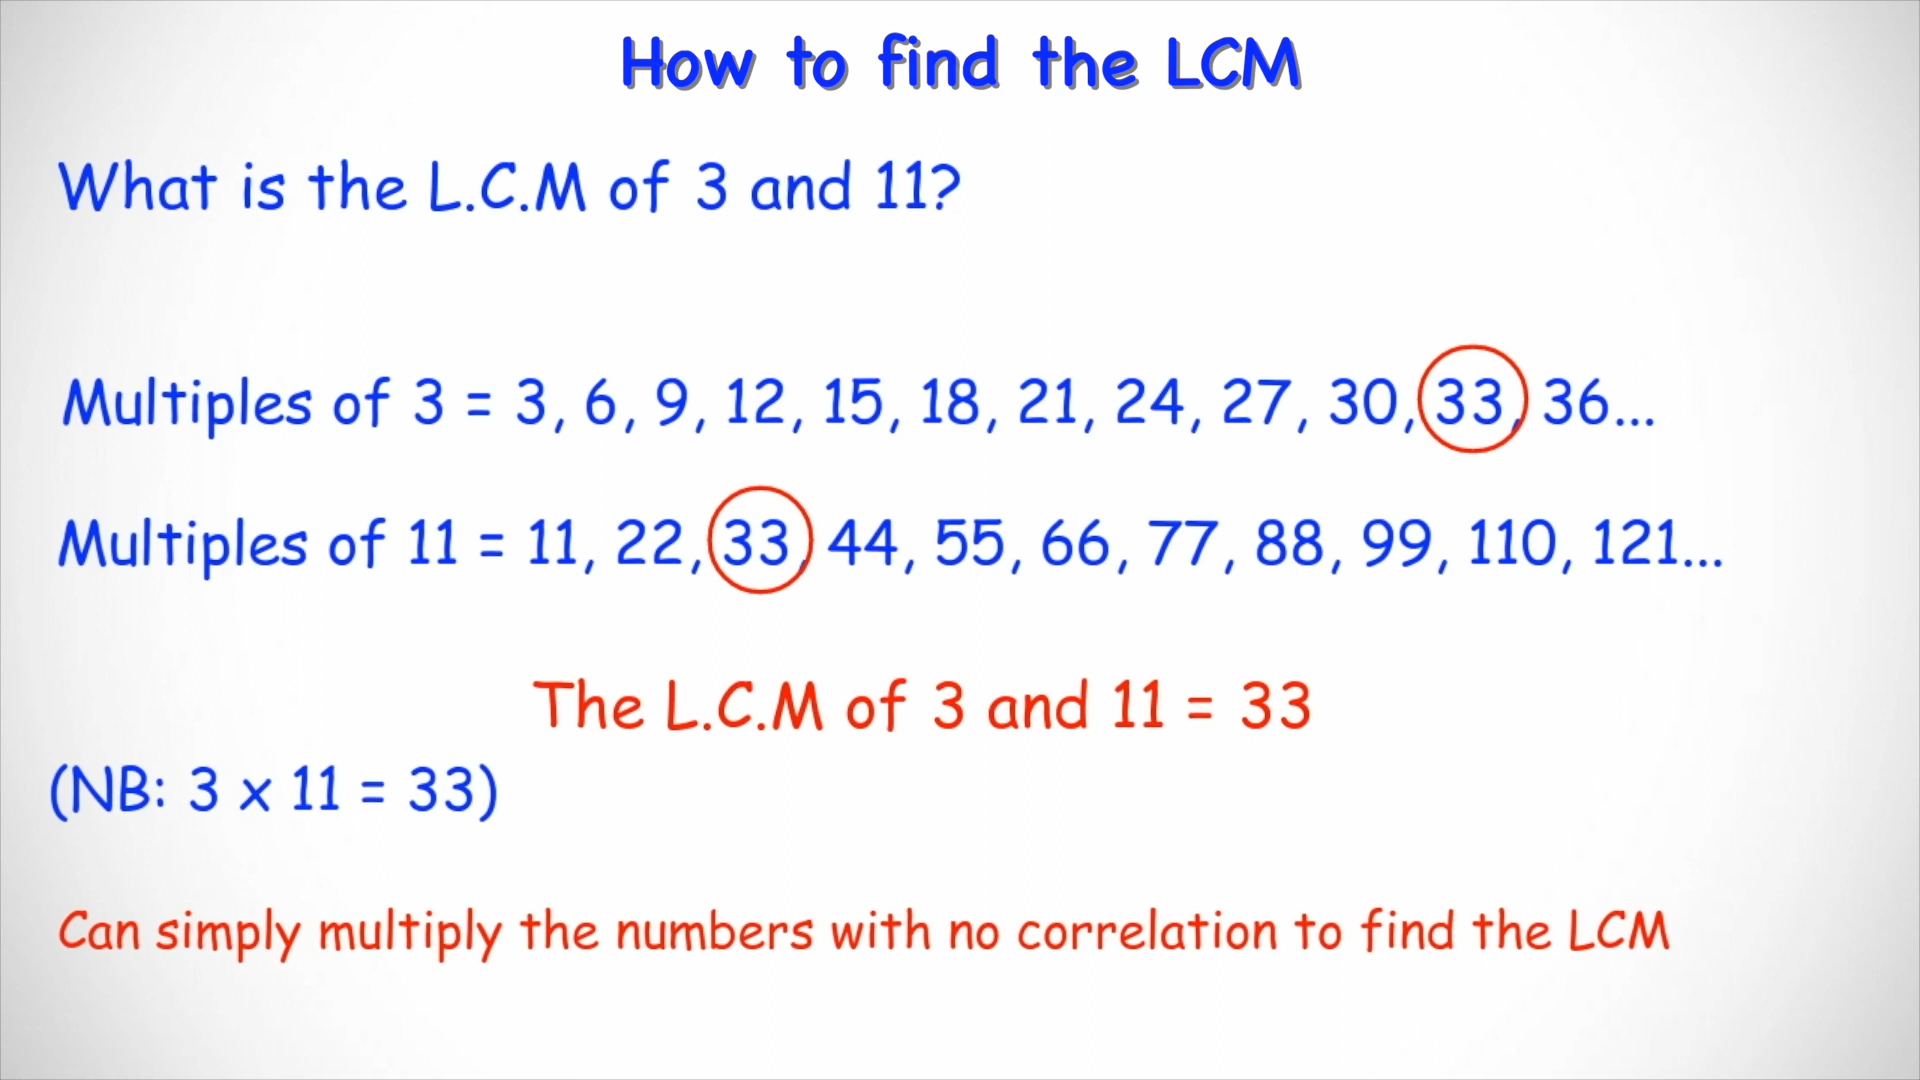 How to find the LCM
What is the L.C.M of 3 and 11?
Multiples of 3 = 3, 6, 9, 12, 15, 18, 21, 24, 27, 30, 33, 36...
Multiples of 11 = 11, 22, 33, 44, 55, 66, 77, 88, 99, 110, 121...
The L.C.M of 3 and 11 = 33
(NB: 3 x 11 = 33)
Can simply multiply the numbers with no correlation to find the LCM